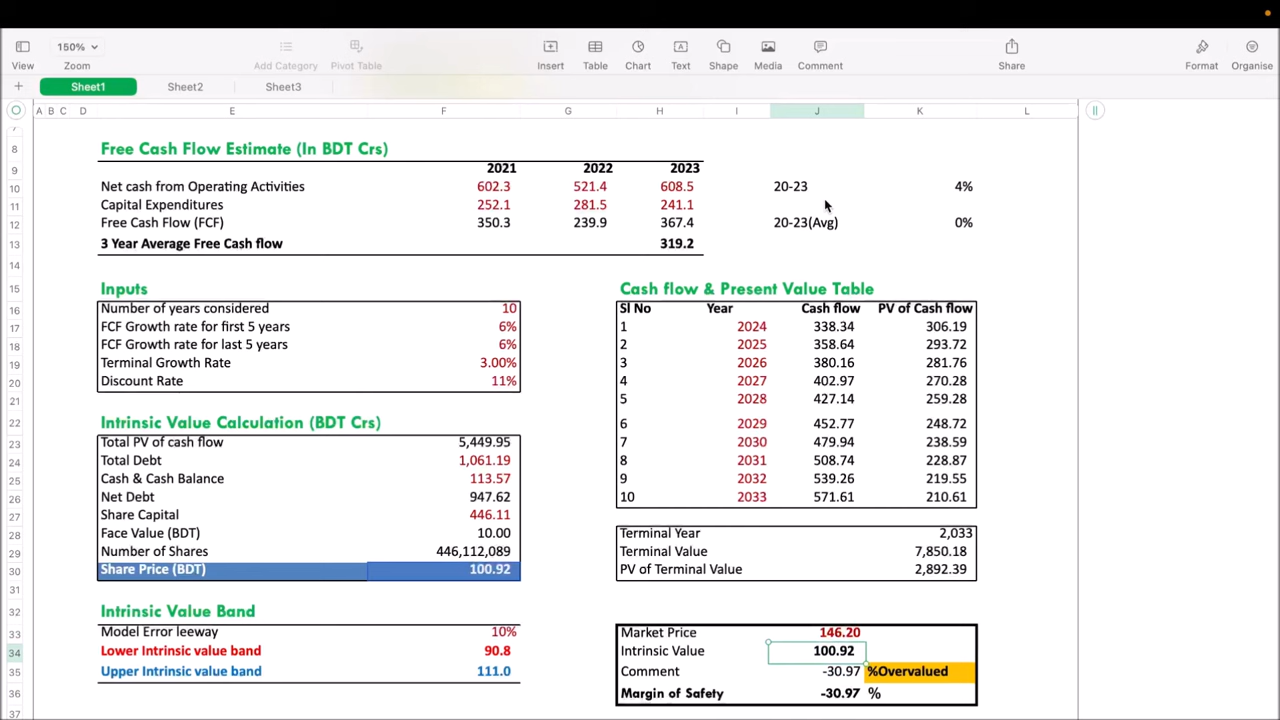 150%
View Zoom Add Category Pivot Table Insert Table Chart Text Shape Media Comment Share Format Organise
+ Sheet1 Sheet2 Sheet3
A B C D E F G H I J K L
7
8 Free Cash Flow Estimate (In BDT Crs)
9 2021 2022 2023
10 Net cash from Operating Activities 602.3 521.4 608.5 20-23 4%
11 Capital Expenditures 252.1 281.5 241.1
12 Free Cash Flow (FCF) 350.3 239.9 367.4 20-23(Avg) 0%
13 3 Year Average Free Cash flow 319.2
14
15 Inputs Cash flow & Present Value Table
16 Number of years considered 10 Sl No Year Cash flow PV of Cash flow
17 FCF Growth rate for first 5 years 6% 1 2024 338.34 306.19
18 FCF Growth rate for last 5 years 6% 2 2025 358.64 293.72
19 Terminal Growth Rate 3.00% 3 2026 380.16 281.76
20 Discount Rate 11% 4 2027 402.97 270.28
21 5 2028 427.14 259.28
22 Intrinsic Value Calculation (BDT Crs) 6 2029 452.77 248.72
23 Total PV of cash flow 5,449.95 7 2030 479.94 238.59
24 Total Debt 1,061.19 8 2031 508.74 228.87
25 Cash & Cash Balance 113.57 9 2032 539.26 219.55
26 Net Debt 947.62 10 2033 571.61 210.61
27 Share Capital 446.11
28 Face Value (BDT) 10.00 Terminal Year 2,033
29 Number of Shares 446,112,089 Terminal Value 7,850.18
30 Share Price (BDT) 100.92 PV of Terminal Value 2,892.39
31
32 Intrinsic Value Band
33 Model Error leeway 10% Market Price 146.20
34 Lower Intrinsic value band 90.8 Intrinsic Value 100.92
35 Upper Intrinsic value band 111.0 Comment -30.97 %Overvalued
36 Margin of Safety -30.97 %
37